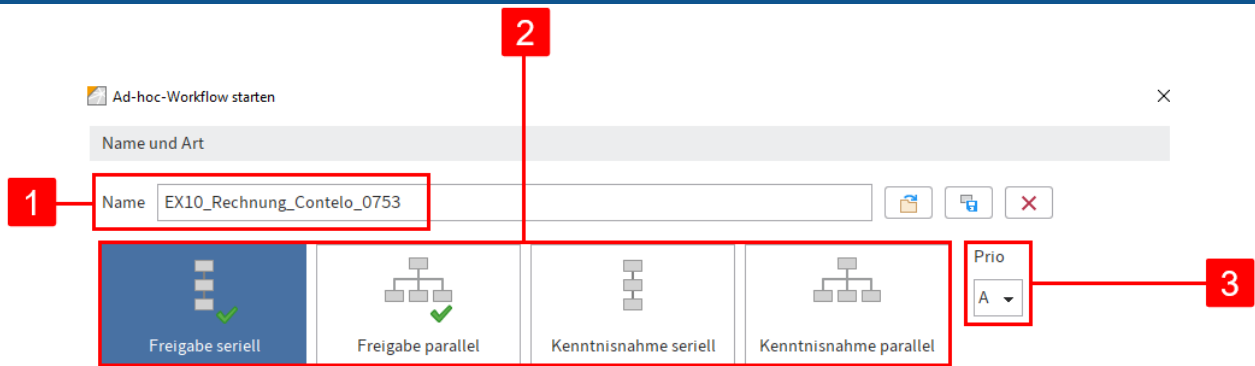 2
Ad-hoc-Workflow starten
Name und Art
1
Name EX10_Rechnung_Contelo_0753
Prio
A
3
Freigabe seriell Freigabe parallel Kenntnisnahme seriell Kenntnisnahme parallel